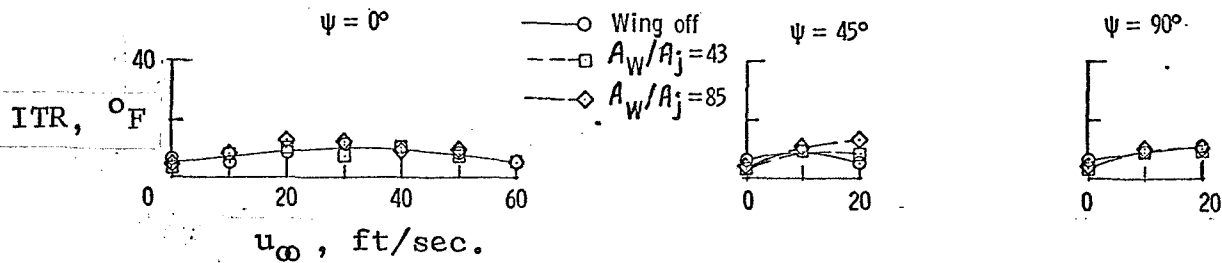 ψ = 0°
Wing off
A_W/A_j=43
A_W/A_j=85
ψ = 45°
ψ = 90°
40
ITR, °F
0 20 40 60
0 20
0 20
u_∞, ft/sec.